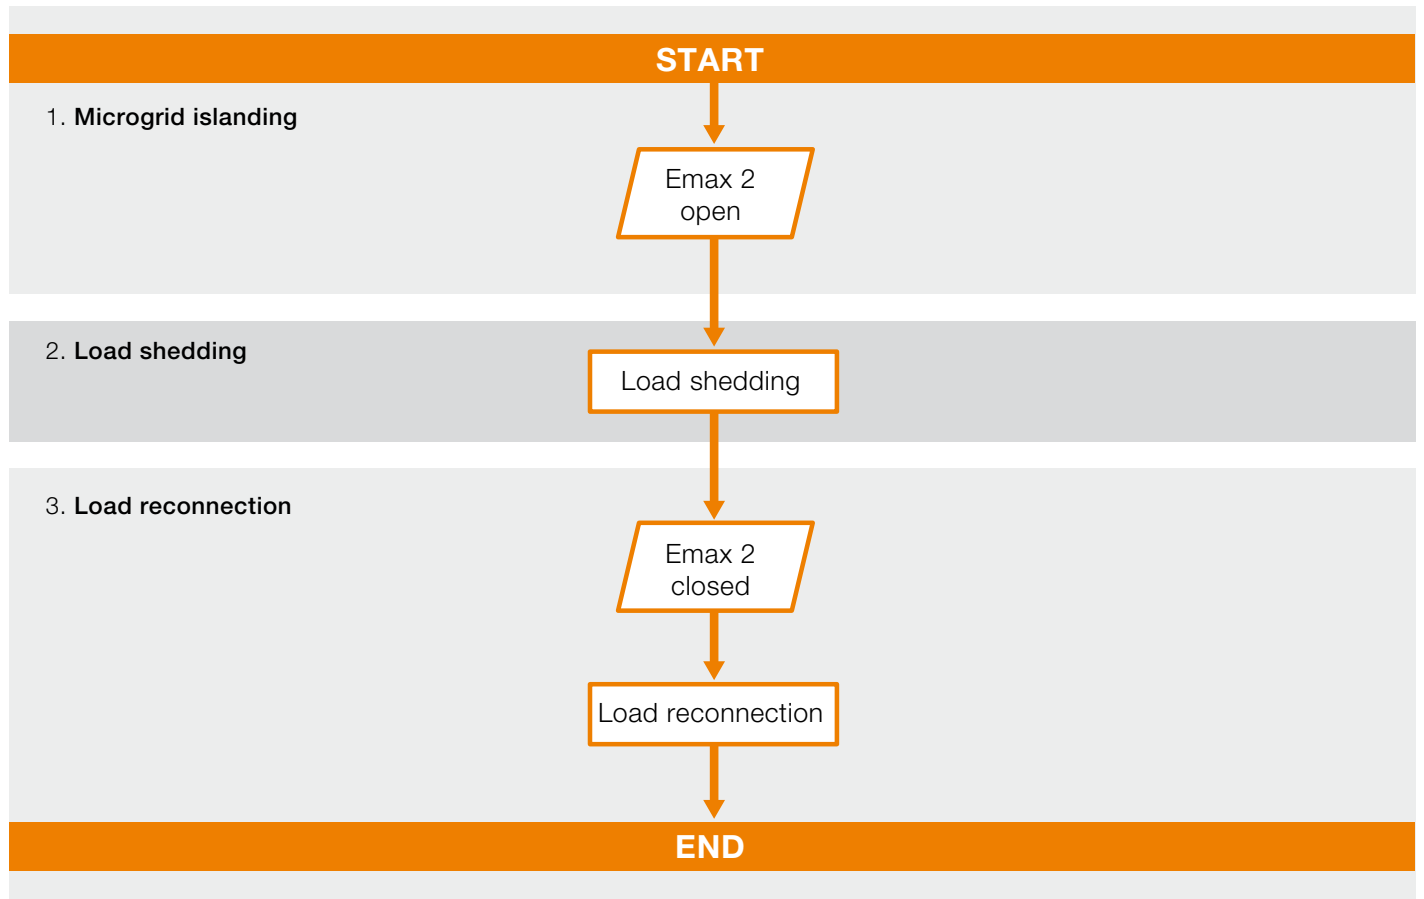 START
1. Microgrid islanding
Emax 2
open
2. Load shedding
Load shedding
3. Load reconnection
Emax 2
closed
Load reconnection
END